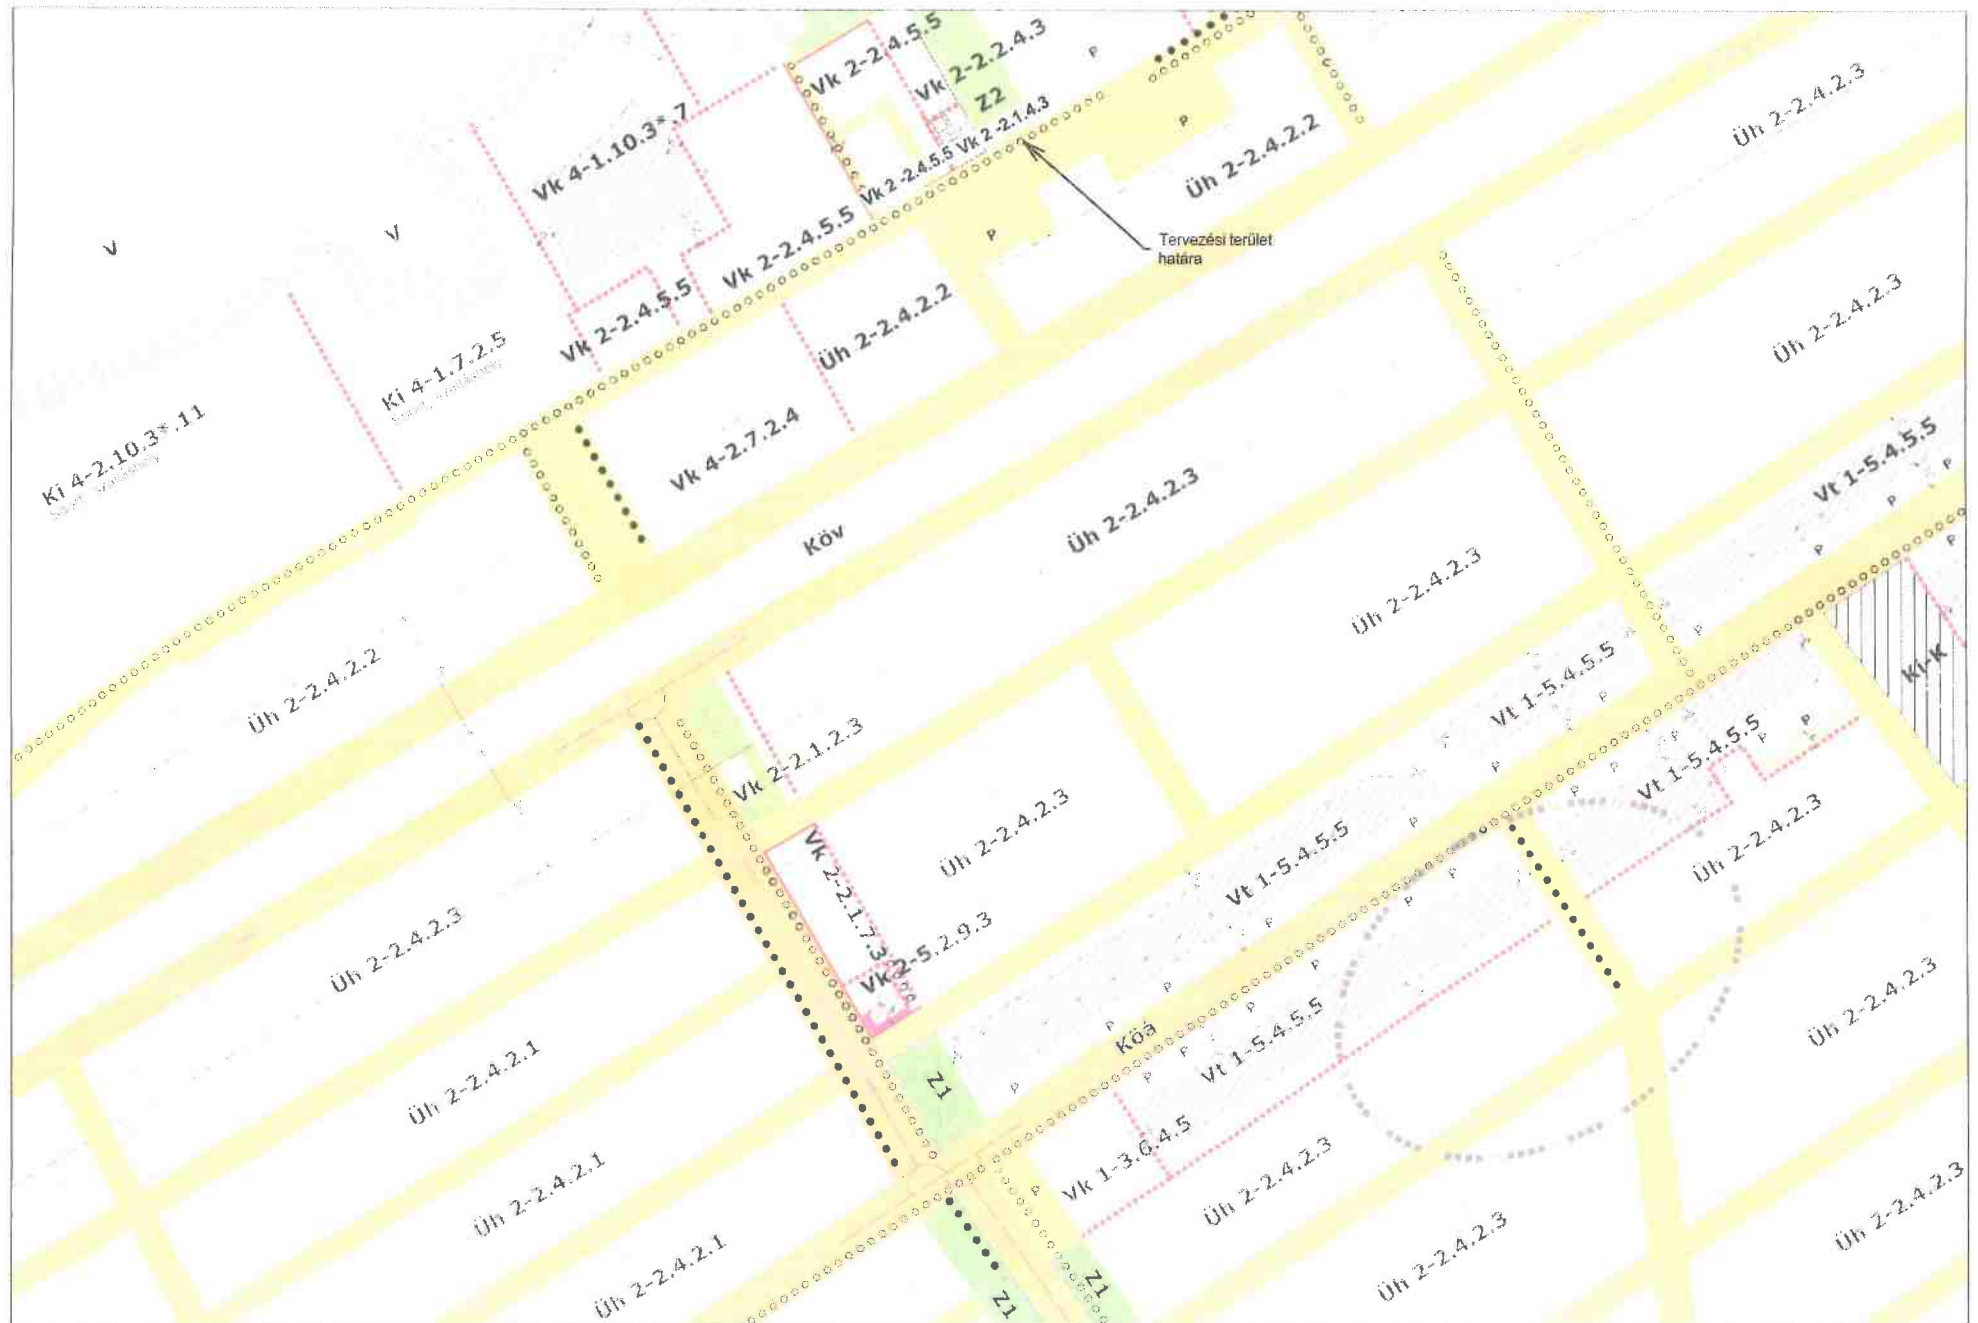 Vk 2-2.4.5.5
Vk 2-2.2.4.3
P
Z2
Vk 4-1.10.3*.7
Vk 2-2.4.5.5
Vk 2-2.1.4.3
P
Üh 2-2.4.2.2
Üh 2-2.4.2.3
V
V
Vk 2-2.4.5.5
P
Tervezési terület
határa
Vk 2-2.4.5.5
Üh 2-2.4.2.2
Üh 2-2.4.2.3
Ki 4-1.7.2.5
Ki 4-2.10.3*.11
Vk 4-2.7.2.4
Köv
Üh 2-2.4.2.3
Vt 1-5.4.5.5
P
P
P
P
Üh 2-2.4.2.3
Üh 2-2.4.2.2
Vt 1-5.4.5.5
P
P
Ki-K
Vk 2-2.1.2.3
Vt 1-5.4.5.5
P
P
P
P
P
Üh 2-2.4.2.3
Vk 2-2.1.7.3
Üh 2-2.4.2.3
Vt 1-5.4.5.5
P
P
P
P
Üh 2-2.4.2.3
Vk 2-5.2.9.3
P
P
P
P
Üh 2-2.4.2.3
Köá
P
P
P
Vt 1-5.4.5.5
Üh 2-2.4.2.3
Üh 2-2.4.2.1
Z1
P
P
Vk 1-3.6.4.5
P
Üh 2-2.4.2.3
Üh 2-2.4.2.1
Üh 2-2.4.2.3
Üh 2-2.4.2.3
Üh 2-2.4.2.1
Z1
Z1